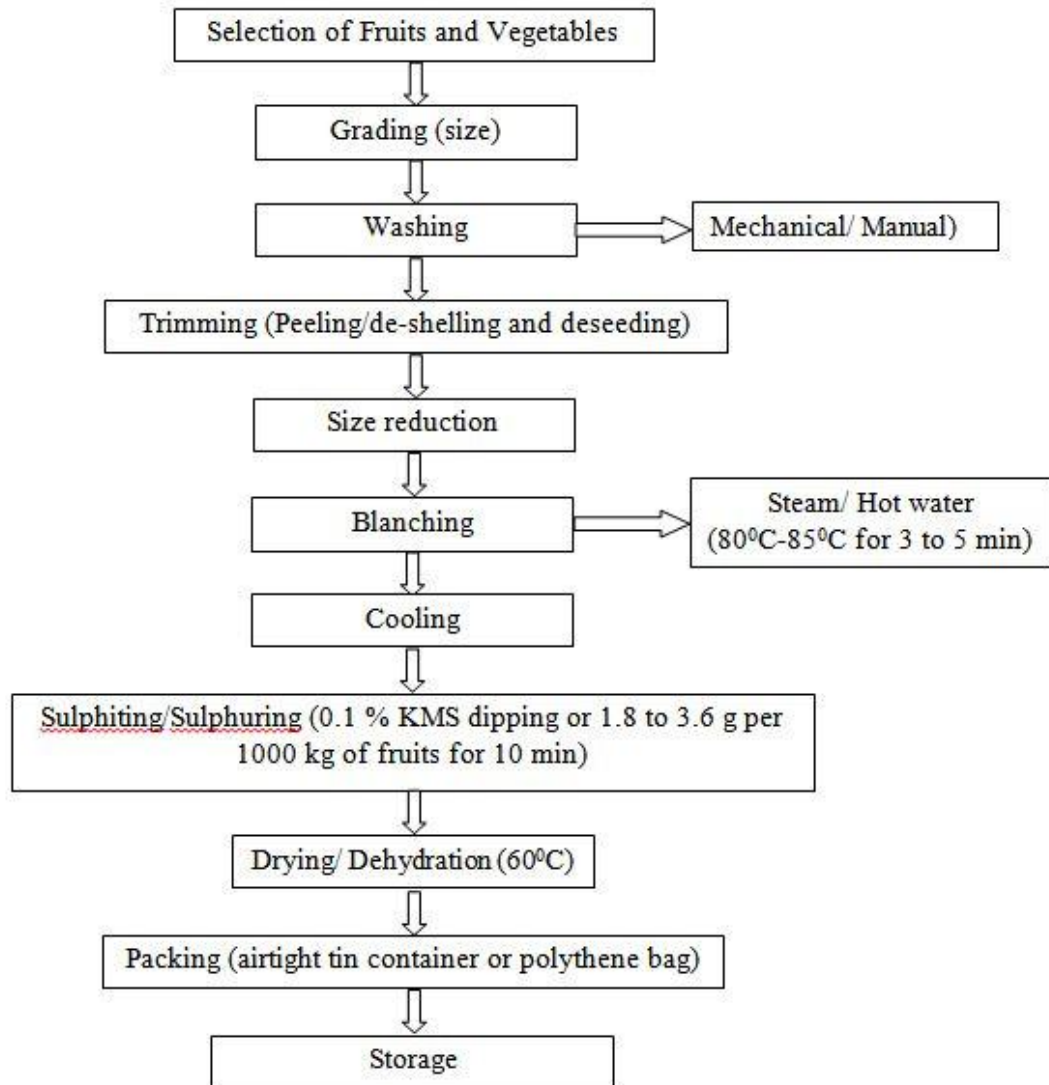 Selection of Fruits and Vegetables
Grading (size)
Washing
Mechanical/ Manual)
Trimming (Peeling/de-shelling and deseeding)
Size reduction
Blanching
Steam/ Hot water
(80⁰C-85⁰C for 3 to 5 min)
Cooling
Sulphiting/Sulphuring (0.1 % KMS dipping or 1.8 to 3.6 g per
1000 kg of fruits for 10 min)
Drying/ Dehydration (60⁰C)
Packing (airtight tin container or polythene bag)
Storage